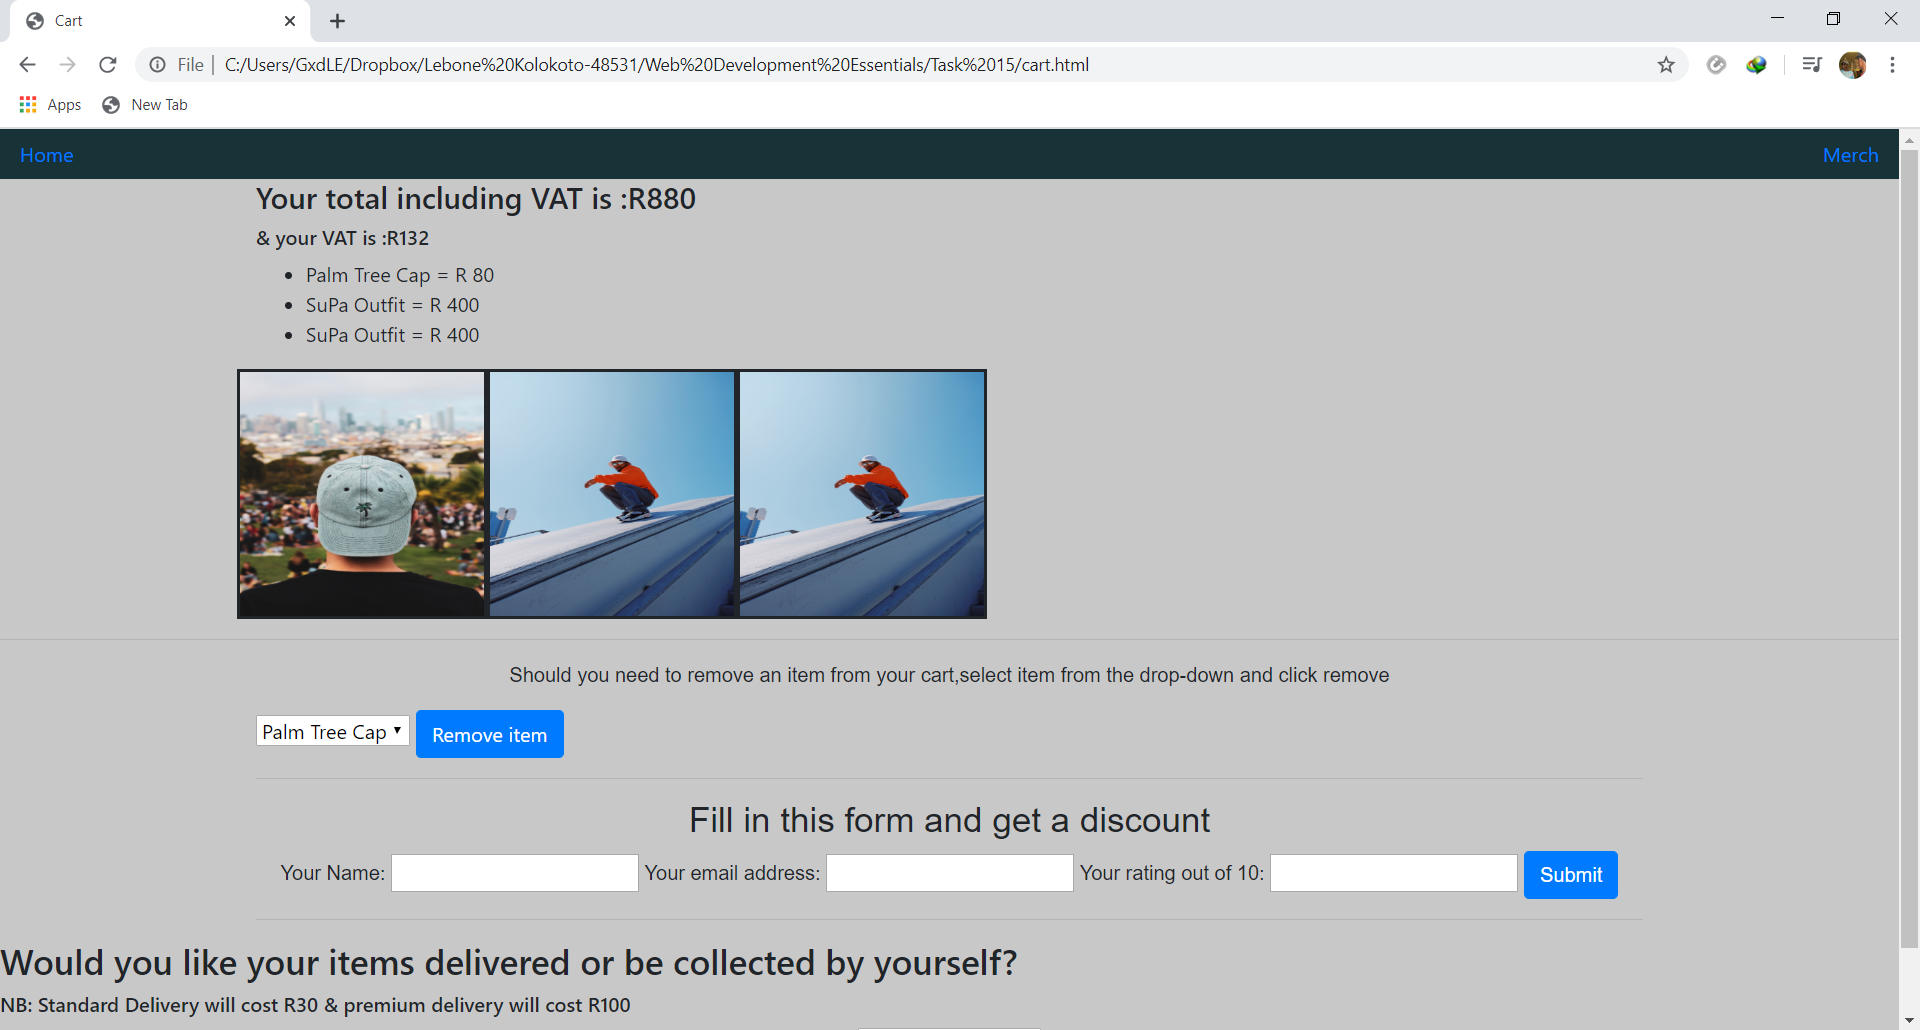 Cart
File
C:/Users/GxdLE/Dropbox/Lebone%20Kolokoto-48531/Web%20Development%20Essentials/Task%2015/cart.html
Apps New Tab
Home Merch
Your total including VAT is :R880
& your VAT is :R132
Palm Tree Cap = R 80
SuPa Outfit = R 400
SuPa Outfit = R 400
Should you need to remove an item from your cart,select item from the drop-down and click remove
Palm Tree Cap Remove item
Fill in this form and get a discount
Your Name: Your email address: Your rating out of 10: Submit
Would you like your items delivered or be collected by yourself?
NB: Standard Delivery will cost R30 & premium delivery will cost R100